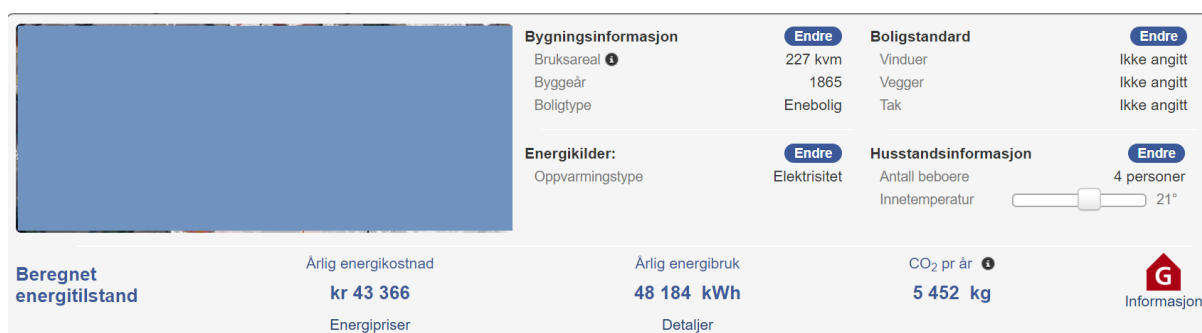 Bygningsinformasjon Endre
Bruksareal 227 kvm
Byggeår 1865
Boligtype Enebolig
Boligstandard Endre
Vinduer Ikke angitt
Vegger Ikke angitt
Tak Ikke angitt
Energikilder: Endre
Oppvarmingstype Elektrisitet
Husstandsinformasjon Endre
Antall beboere 4 personer
Innetemperatur 21°
Beregnet
energitilstand
Årlig energikostnad
kr 43 366
Energipriser
Årlig energibruk
48 184 kWh
Detaljer
CO2 pr år
5 452 kg
G
Informasjon